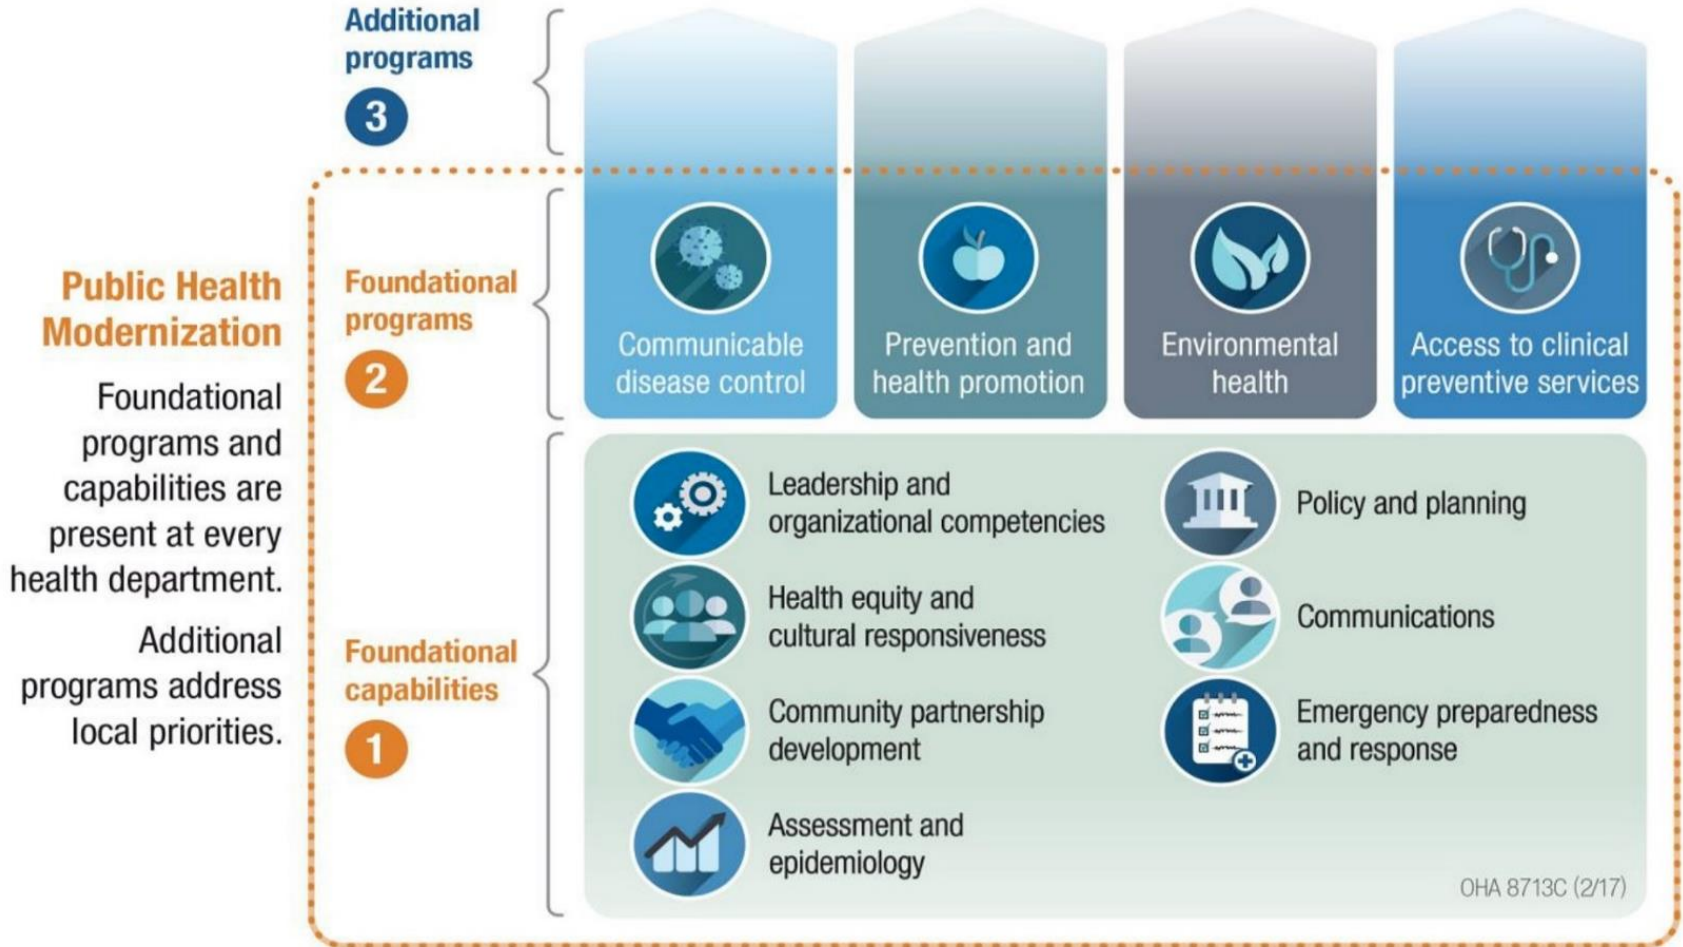 Additional
programs
3
Public Health
Modernization
Foundational
programs and
capabilities are
present at every
health department.
Additional
programs address
local priorities.
Foundational
programs
2
Communicable
disease control
Prevention and
health promotion
Environmental
health
Access to clinical
preventive services
Foundational
capabilities
1
Leadership and
organizational competencies
Health equity and
cultural responsiveness
Community partnership
development
Assessment and
epidemiology
Policy and planning
Communications
Emergency preparedness
and response
OHA 8713C (2/17)